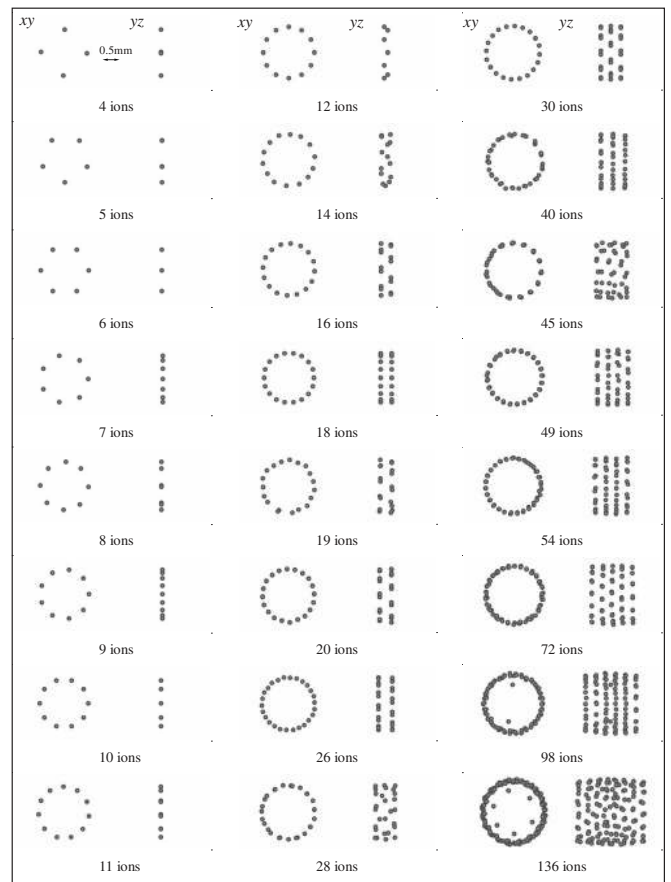 xy yz xy yz xy yz
0.5mm
4 ions 12 ions 30 ions
5 ions 14 ions 40 ions
6 ions 16 ions 45 ions
7 ions 18 ions 49 ions
8 ions 19 ions 54 ions
9 ions 20 ions 72 ions
10 ions 26 ions 98 ions
11 ions 28 ions 136 ions